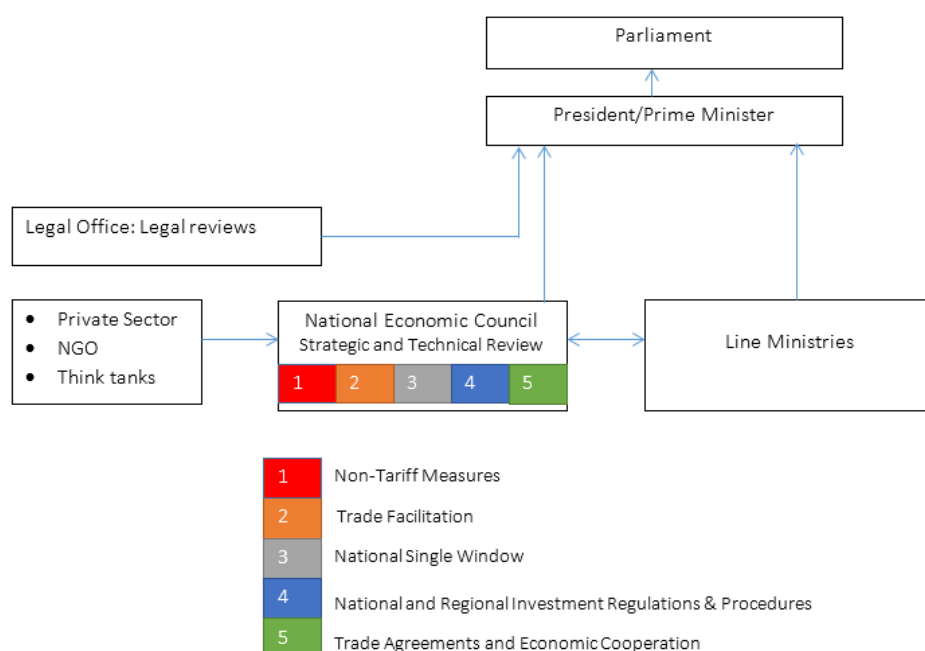 Parliament
President/Prime Minister
Legal Office: Legal reviews
• Private Sector
• NGO
• Think tanks
National Economic Council
Strategic and Technical Review
1 2 3 4 5
Line Ministries
1 Non-Tariff Measures
2 Trade Facilitation
3 National Single Window
4 National and Regional Investment Regulations & Procedures
5 Trade Agreements and Economic Cooperation